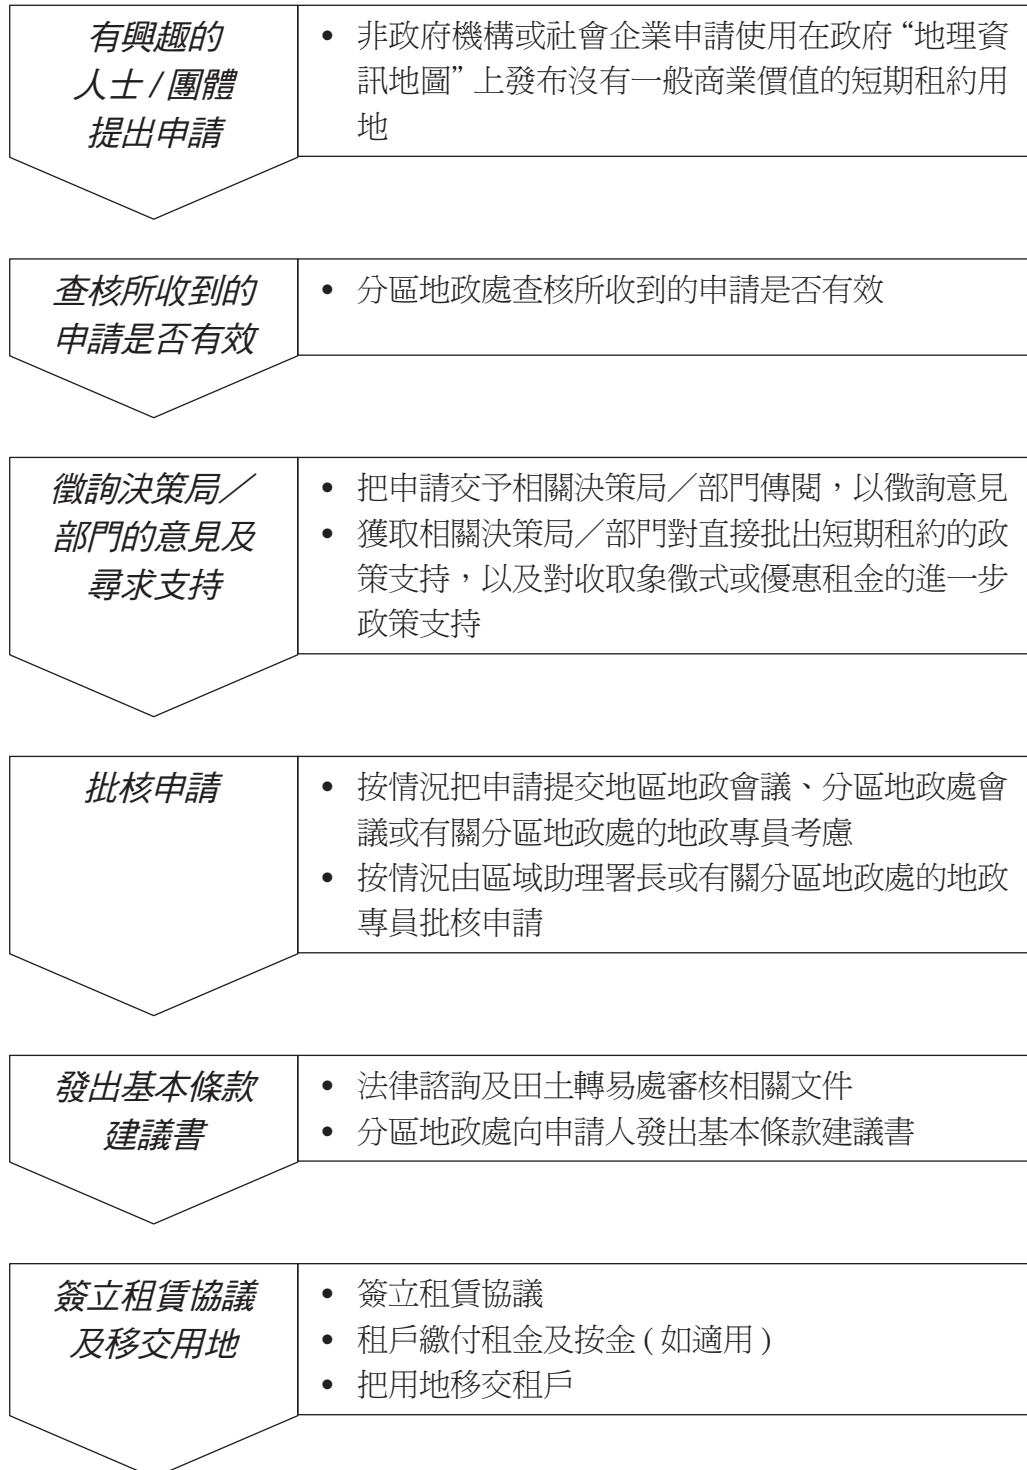 有興趣的
人士 / 團體
提出申請
• 非政府機構或社會企業申請使用在政府 “地理資
訊地圖” 上發布沒有一般商業價值的短期租約用
地
查核所收到的
申請是否有效
• 分區地政處查核所收到的申請是否有效
徵詢決策局／
部門的意見及
尋求支持
• 把申請交予相關決策局／部門傳閱，以徵詢意見
• 獲取相關決策局／部門對直接批出短期租約的政
策支持，以及對收取象徵式或優惠租金的進一步
政策支持
批核申請
• 按情況把申請提交地區地政會議、分區地政處會
議或有關分區地政處的地政專員考慮
• 按情況由區域助理署長或有關分區地政處的地政
專員批核申請
發出基本條款
建議書
• 法律諮詢及田土轉易處審核相關文件
• 分區地政處向申請人發出基本條款建議書
簽立租賃協議
及移交用地
• 簽立租賃協議
• 租戶繳付租金及按金 ( 如適用 )
• 把用地移交租戶